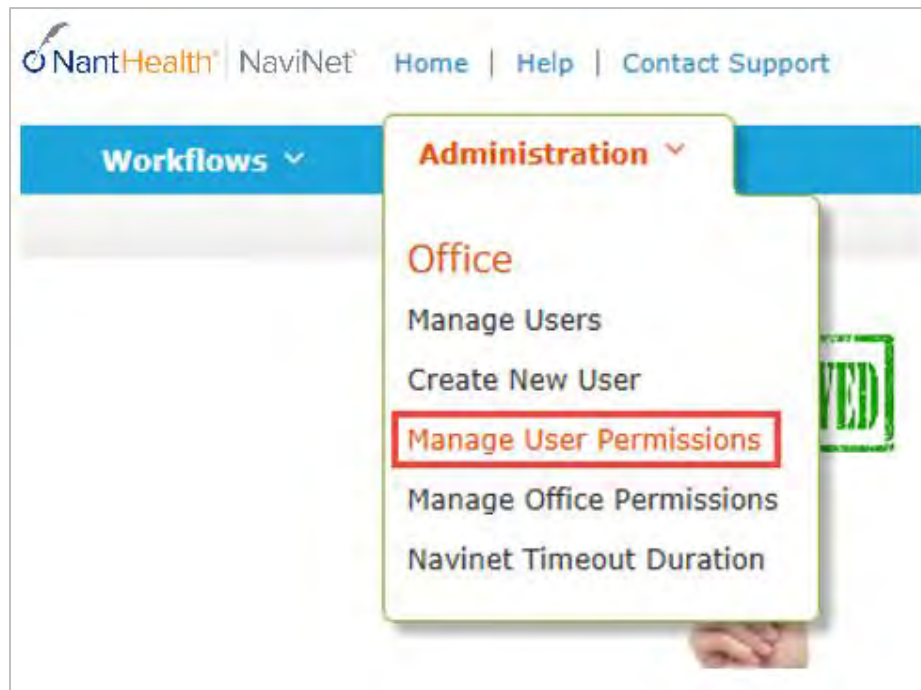 NantHealth® | NaviNet® Home | Help | Contact Support
Workflows Administration
Office
Manage Users
Create New User
Manage User Permissions
Manage Office Permissions
Navinet Timeout Duration